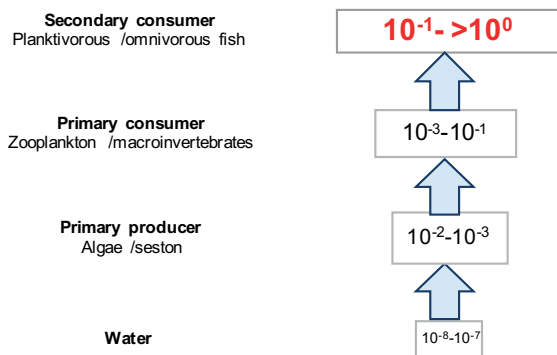 Secondary consumer
Planktivorous /omnivorous fish
10⁻¹- >10⁰
Primary consumer
Zooplankton /macroinvertebrates
10⁻³-10⁻¹
Primary producer
Algae /seston
10⁻²-10⁻³
Water
10⁻⁸-10⁻⁷